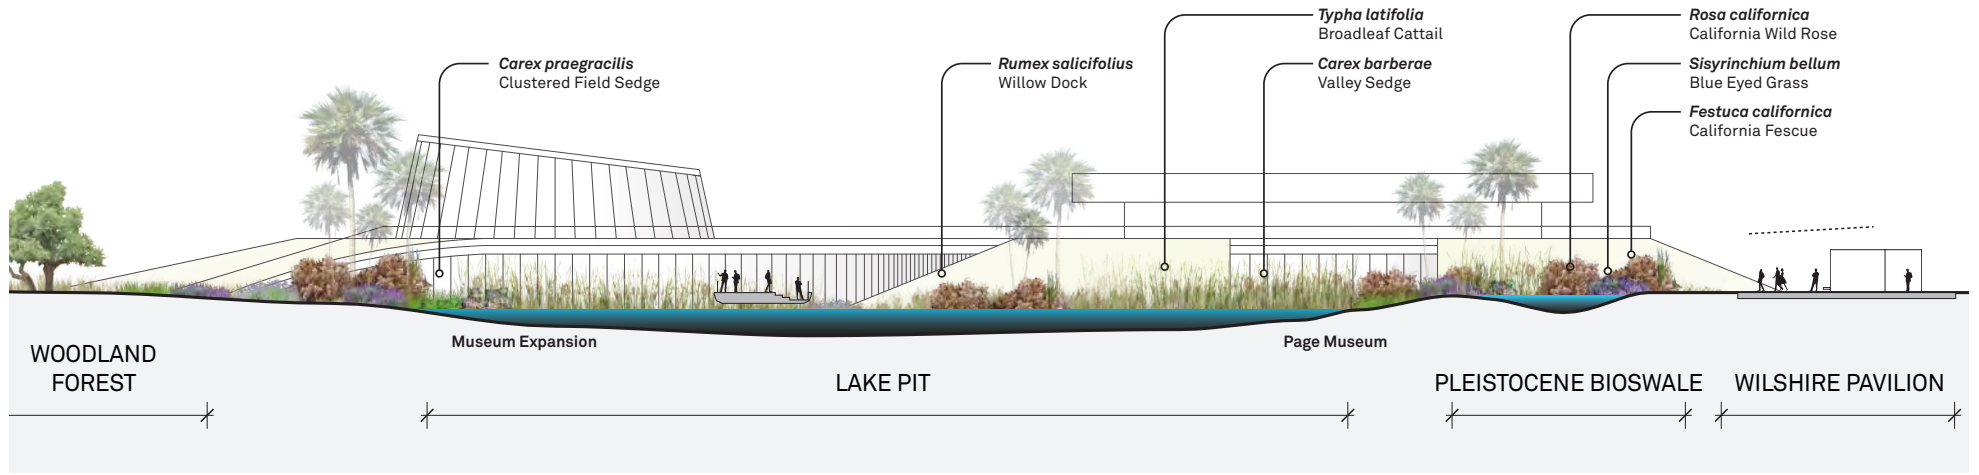 Typha latifolia
Broadleaf Cattail
Rosa californica
California Wild Rose
Carex praegracilis
Clustered Field Sedge
Rumex salicifolius
Willow Dock
Carex barberae
Valley Sedge
Sisyrinchium bellum
Blue Eyed Grass
Festuca californica
California Fescue
Museum Expansion
Page Museum
WOODLAND
FOREST
LAKE PIT
PLEISTOCENE BIOSWALE
WILSHIRE PAVILION